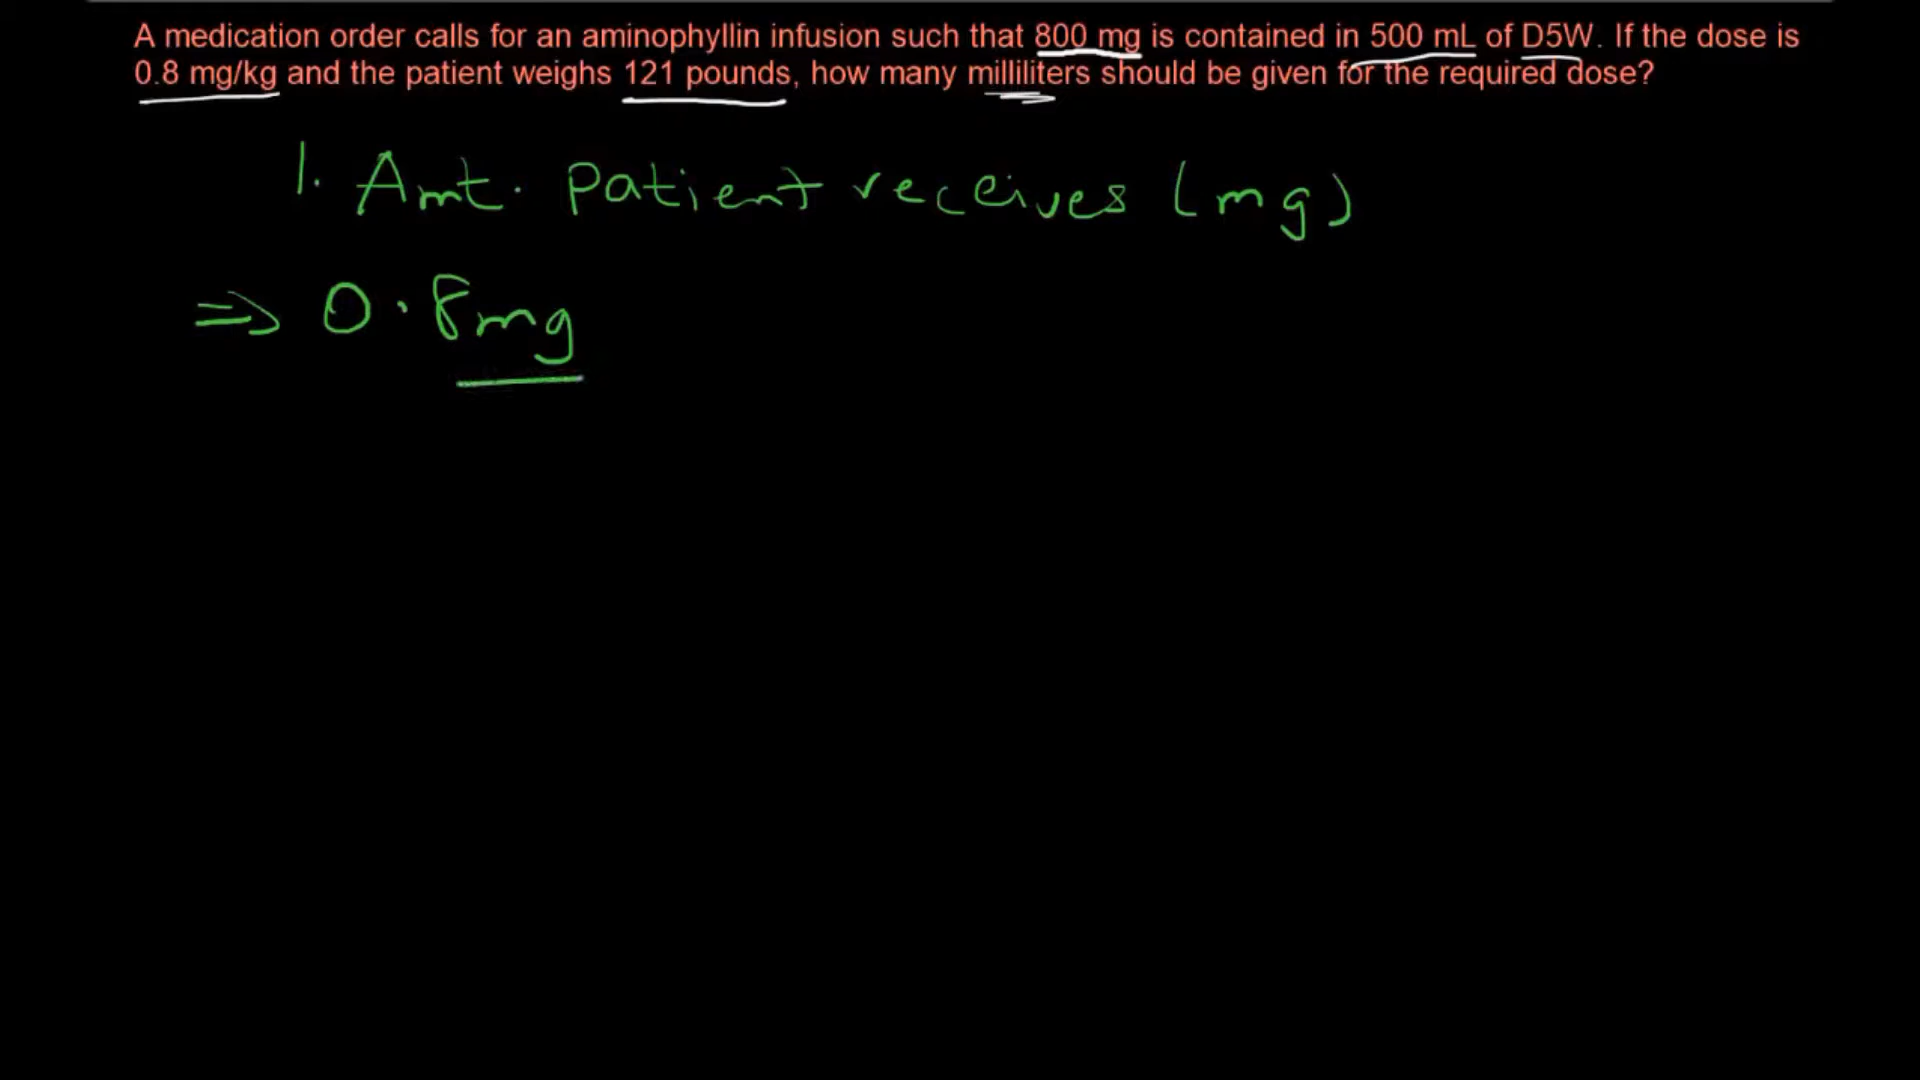 A medication order calls for an aminophyllin infusion such that 800 mg is contained in 500 mL of D5W. If the dose is
0.8 mg/kg and the patient weighs 121 pounds, how many milliliters should be given for the required dose?
1. Amt. Patient receives (mg)
⇒ 0.8mg